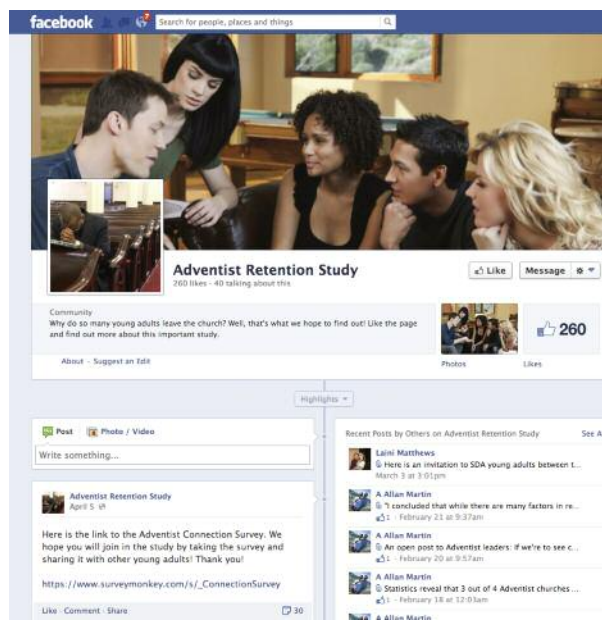 facebook
7
Search for people, places and things
Adventist Retention Study
260 likes · 40 talking about this
Like
Message
Community
Why do so many young adults leave the church? Well, that's what we hope to find out! Like the page
and find out more about this important study.
About - Suggest an Edit
260
Photos
Likes
Highlights
Post
Photo / Video
Write something...
Adventist Retention Study
April 5
Here is the link to the Adventist Connection Survey. We
hope you will join in the study by taking the survey and
sharing it with other young adults! Thank you!
https://www.surveymonkey.com/s/_ConnectionSurvey
Like · Comment · Share
30
Recent Posts by Others on Adventist Retention Study
See A
Laini Matthews
Here is an invitation to SDA young adults between t...
March 3 at 3:01pm
A Allan Martin
"I concluded that while there are many factors in re...
1 · February 21 at 9:37am
A Allan Martin
An open post to Adventist leaders: If we're to see c...
1 · February 20 at 9:57am
A Allan Martin
Statistics reveal that 3 out of 4 Adventist churches ...
1 · February 18 at 12:03am
A Allan Martin